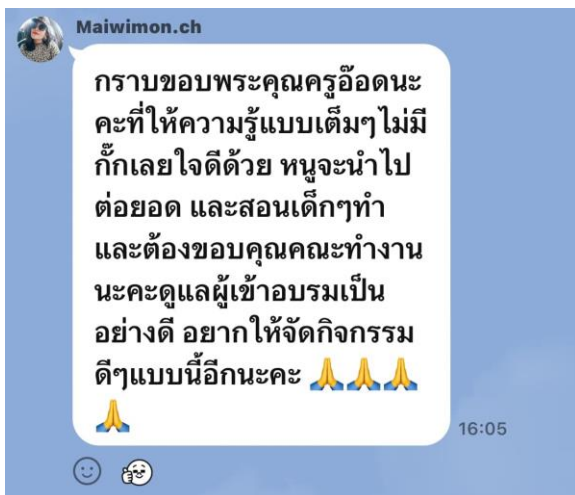 Maiwimon.ch
กราบขอบพระคุณครูอ๊อดนะ
คะที่ให้ความรู้แบบเต็มๆไม่มี
กั๊กเลยใจดีด้วย หนูจะนำไป
ต่อยอด และสอนเด็กๆทำ
และต้องขอบคุณคณะทำงาน
นะคะดูแลผู้เข้าอบรมเป็น
อย่างดี อยากให้จัดกิจกรรม
ดีๆแบบนี้อีกนะคะ 🙏🙏🙏
🙏
16:05